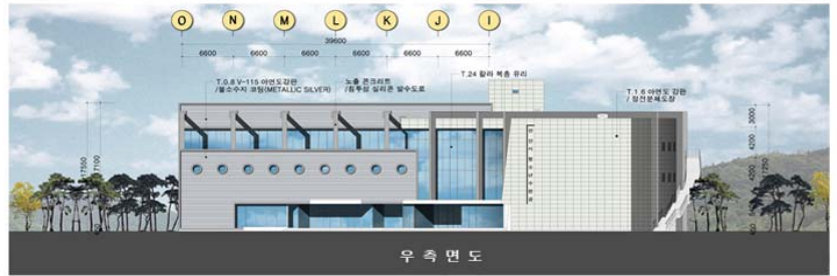 O N M L K J I
39600
6600 6600 6600 6600 6600 6600
T.24 칼라 복층 유리
T.0.8 V-115 아연도강판
/불소수지 코팅(METALLIC SILVER)
노출 콘크리트
/침투성 실리콘 발수도료
T.1.6 아연도 강판
/ 정전분체도장
17550
17100
3000
4200
4200
11250
우 측 면 도